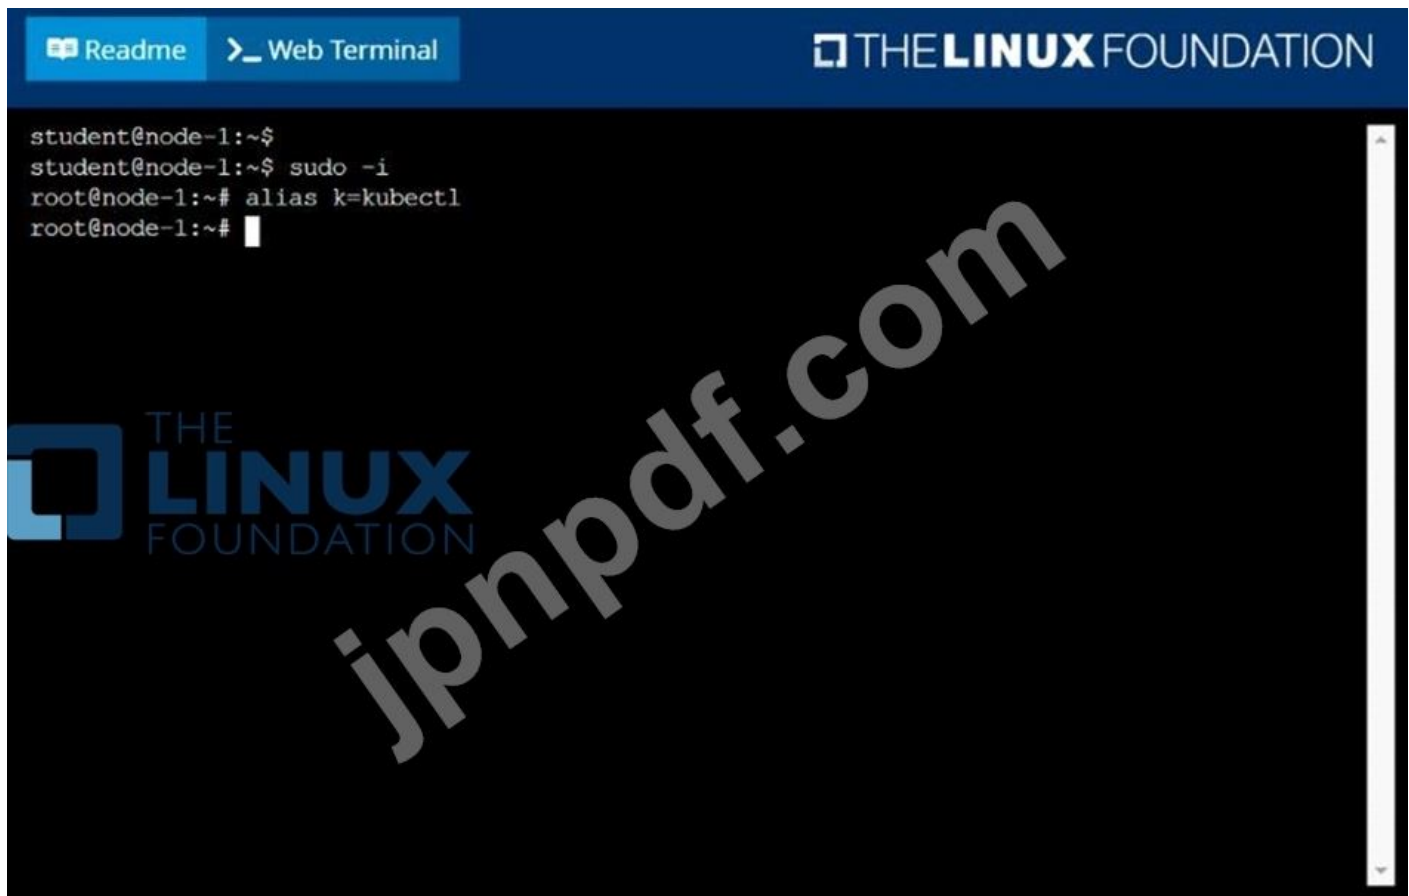 Readme
>_ Web Terminal
THE LINUX FOUNDATION
student@node-1:~$
student@node-1:~$ sudo -i
root@node-1:~# alias k=kubectl
root@node-1:~#
THE
LINUX
FOUNDATION
jpnpdf.com